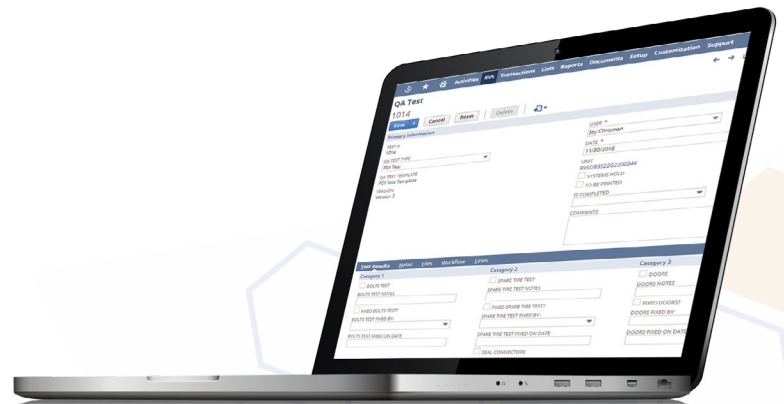 Activities RVS Transactions Lists Reports Documents Setup Customization Support
QA Test
1014
Save Cancel Reset Delete
Primary Information
TEST #
1014
QA TEST TYPE
PDI Test
QA TEST TEMPLATE
PDI Test Template
VERSION
Version 2
USER *
Jay Chrisman
DATE *
11/20/2018
UNIT
SYSTEMS HOLD
TO BE PRINTED
IS COMPLETED
COMMENTS
Test Results Notes Files Workflow Lines
Category 1
BOLTS TEST
BOLTS TEST NOTES
FIXED BOLTS TEST?
BOLTS TEST FIXED BY:
BOLTS TEST FIXED ON DATE
Category 2
SPARE TIRE TEST
SPARE TIRE TEST NOTES
FIXED SPARE TIRE TEST?
SPARE TIRE TEST FIXED BY:
SPARE TIRE TEST FIXED ON DATE
SEAL CONNECTORS
Category 3
DOORS
DOORS NOTES
FIXED DOORS?
DOORS FIXED BY:
DOORS FIXED ON DATE